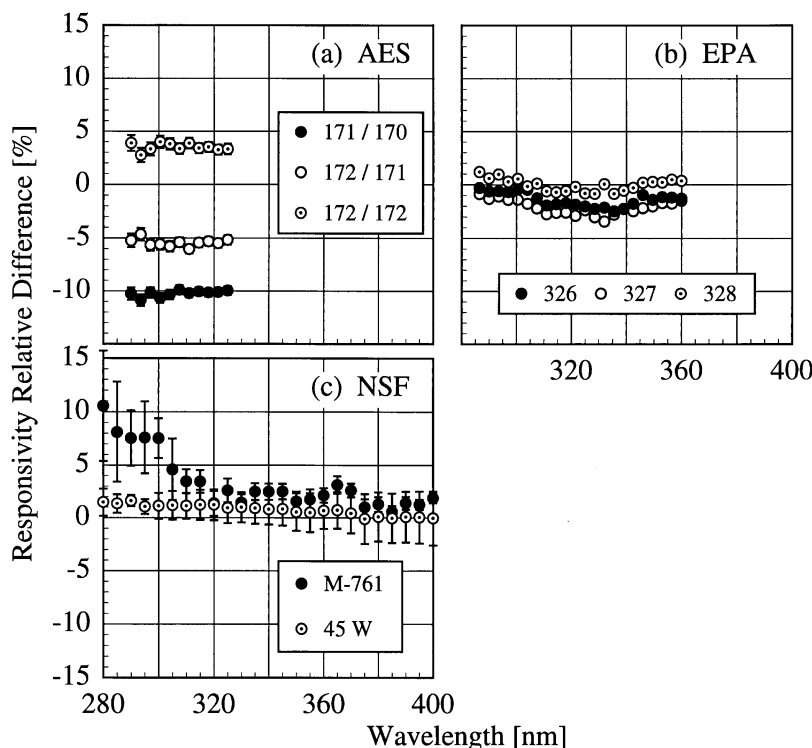 Responsivity Relative Difference [%]
15
10
5
0
-5
-10
(a) AES
171 / 170
172 / 171
172 / 172
(b) EPA
326 327 328
320 360 400
15
10
5
0
-5
-10
-15
(c) NSF
M-761
45 W
280 320 360 400
Wavelength [nm]